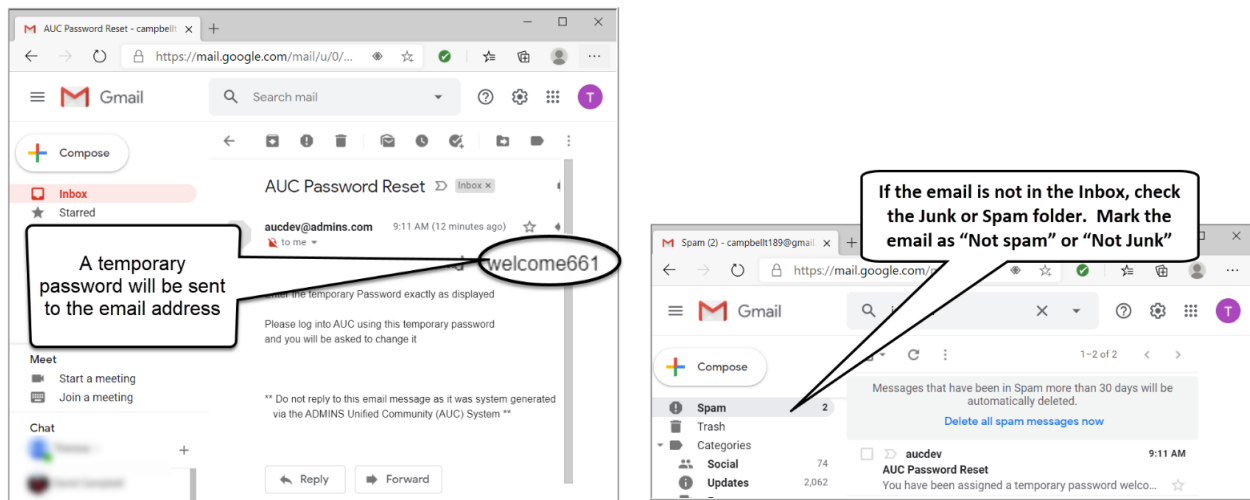 AUC Password Reset - campbellt
https://mail.google.com/mail/u/0/...
Gmail
Search mail
T
Compose
AUC Password Reset
Inbox ×
Inbox
Starred
aucdev@admins.com 9:11 AM (12 minutes ago)
to me
welcome661
A temporary
password will be sent
to the email address
Enter the temporary Password exactly as displayed
Please log into AUC using this temporary password
and you will be asked to change it
Meet
Start a meeting
Join a meeting
** Do not reply to this email message as it was system generated
via the ADMINS Unified Community (AUC) System **
Chat
Reply
Forward
If the email is not in the Inbox, check
the Junk or Spam folder. Mark the
email as “Not spam” or “Not Junk”
Spam (2) - campbellt189@gmail.
https://mail.google.com/
Gmail
T
Compose
1–2 of 2
Messages that have been in Spam more than 30 days will be
automatically deleted.
Delete all spam messages now
Spam 2
Trash
Categories
Social 74
Updates 2,062
aucdev 9:11 AM
AUC Password Reset
You have been assigned a temporary password welco...